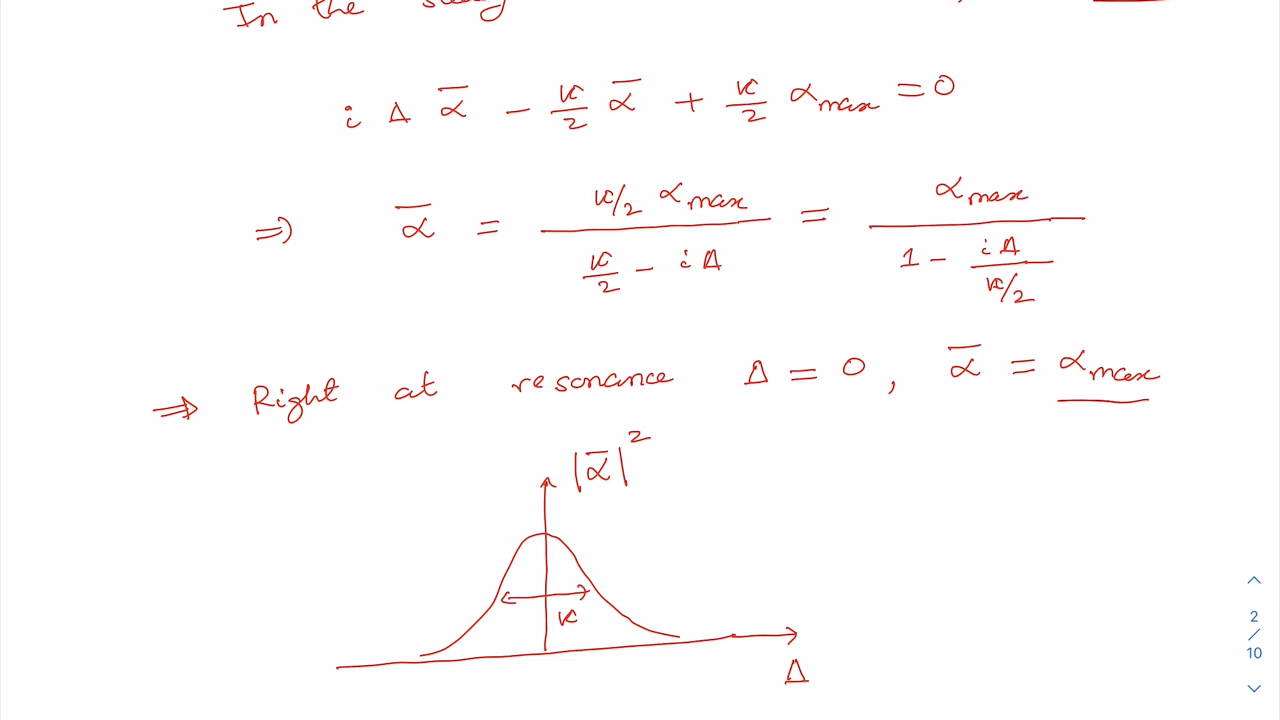 In the
i Δ ᾱ − κ/2 ᾱ + κ/2 α_max = 0
⇒ ᾱ = (κ/2 α_max) / (κ/2 − i Δ) = α_max / (1 − iΔ/(κ/2))
⇒ Right at resonance Δ = 0, ᾱ = α_max
|ᾱ|²
κ
Δ
2
/
10